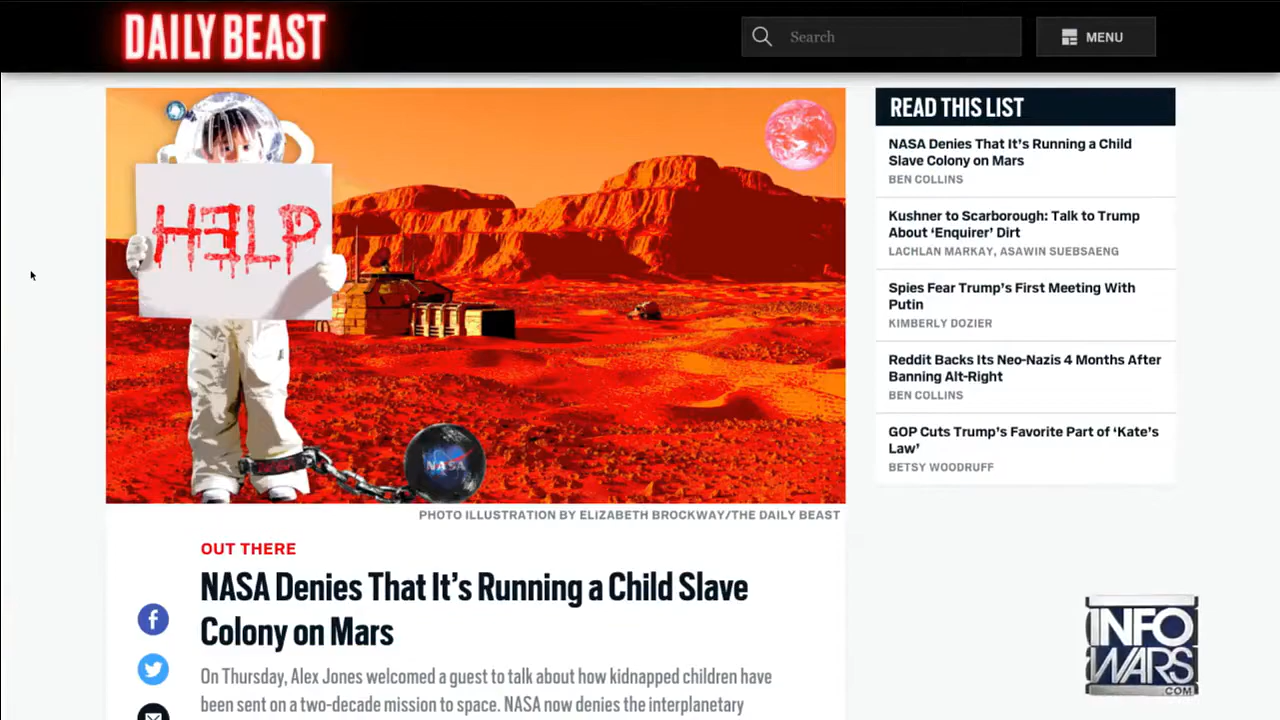 DAILY BEAST
Search
MENU
HELP
NASA
PHOTO ILLUSTRATION BY ELIZABETH BROCKWAY/THE DAILY BEAST
OUT THERE
NASA Denies That It's Running a Child Slave
Colony on Mars
On Thursday, Alex Jones welcomed a guest to talk about how kidnapped children have
been sent on a two-decade mission to space. NASA now denies the interplanetary
READ THIS LIST
NASA Denies That It's Running a Child
Slave Colony on Mars
BEN COLLINS
Kushner to Scarborough: Talk to Trump
About ‘Enquirer’ Dirt
LACHLAN MARKAY, ASAWIN SUEBSAENG
Spies Fear Trump's First Meeting With
Putin
KIMBERLY DOZIER
Reddit Backs Its Neo-Nazis 4 Months After
Banning Alt-Right
BEN COLLINS
GOP Cuts Trump's Favorite Part of ‘Kate's
Law’
BETSY WOODRUFF
INFO
WARS
.COM